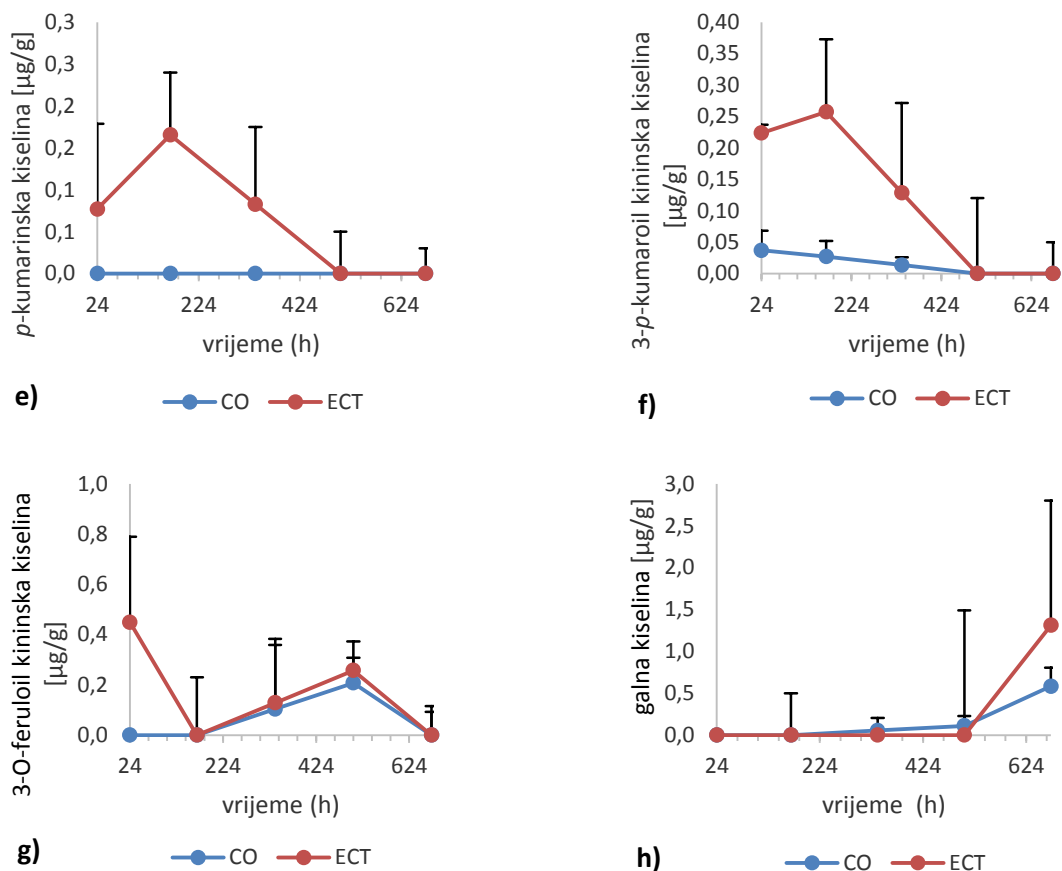 p-kumarinska kiselina [µg/g]
0,3
0,3
0,2
0,2
0,1
0,1
0,0
24
224
424
624
vrijeme (h)
CO
ECT
e)
3-p-kumaroil kininska kiselina
[µg/g]
0,40
0,35
0,30
0,25
0,20
0,15
0,10
0,05
0,00
24
224
424
624
vrijeme (h)
CO
ECT
f)
3-O-feruloil kininska kiselina
[µg/g]
1,0
0,8
0,6
0,4
0,2
0,0
24
224
424
624
vrijeme (h)
CO
ECT
g)
galna kiselina [µg/g]
3,0
2,5
2,0
1,5
1,0
0,5
0,0
24
224
424
624
vrijeme (h)
CO
ECT
h)